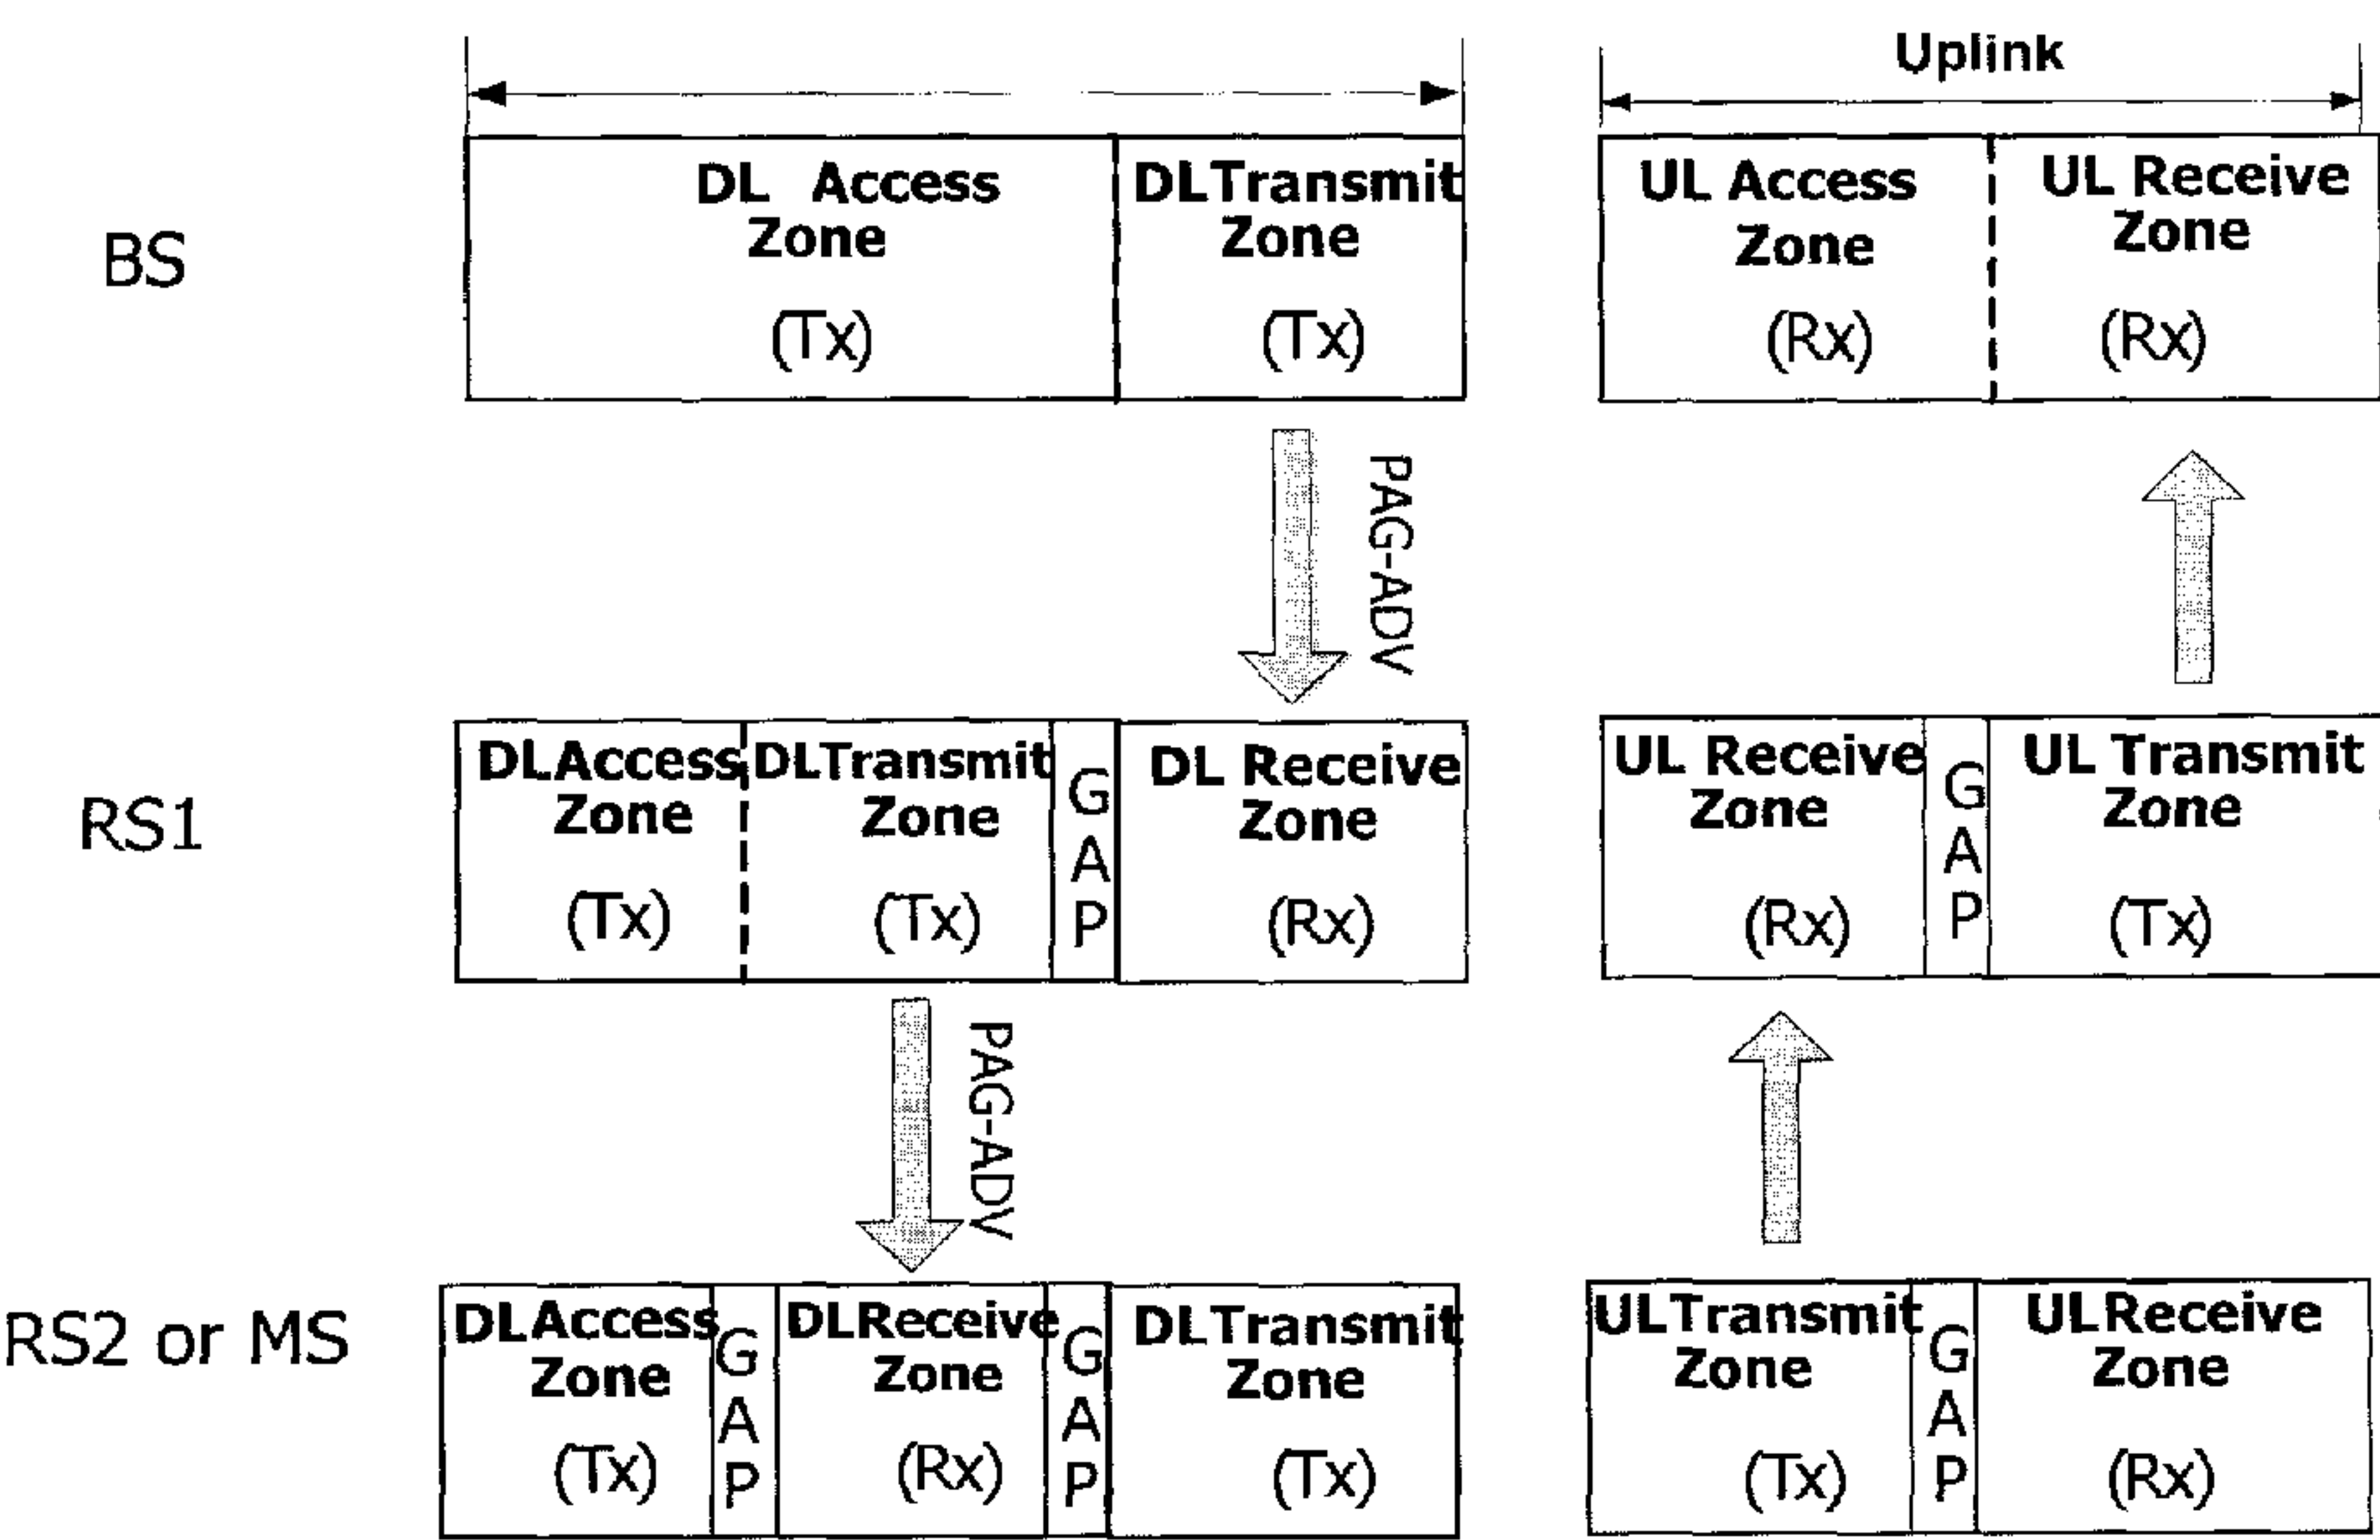 Uplink
BS
DL Access
Zone
(Tx)
DLTransmit
Zone
(Tx)
UL Access
Zone
(Rx)
UL Receive
Zone
(Rx)
PAG-ADV
RS1
DLAccess
Zone
(Tx)
DLTransmit
Zone
(Tx)
GAP
DL Receive
Zone
(Rx)
UL Receive
Zone
(Rx)
GAP
UL Transmit
Zone
(Tx)
PAG-ADV
RS2 or MS
DLAccess
Zone
(Tx)
GAP
DLReceive
Zone
(Rx)
GAP
DLTransmit
Zone
(Tx)
ULTransmit
Zone
(Tx)
GAP
ULReceive
Zone
(Rx)